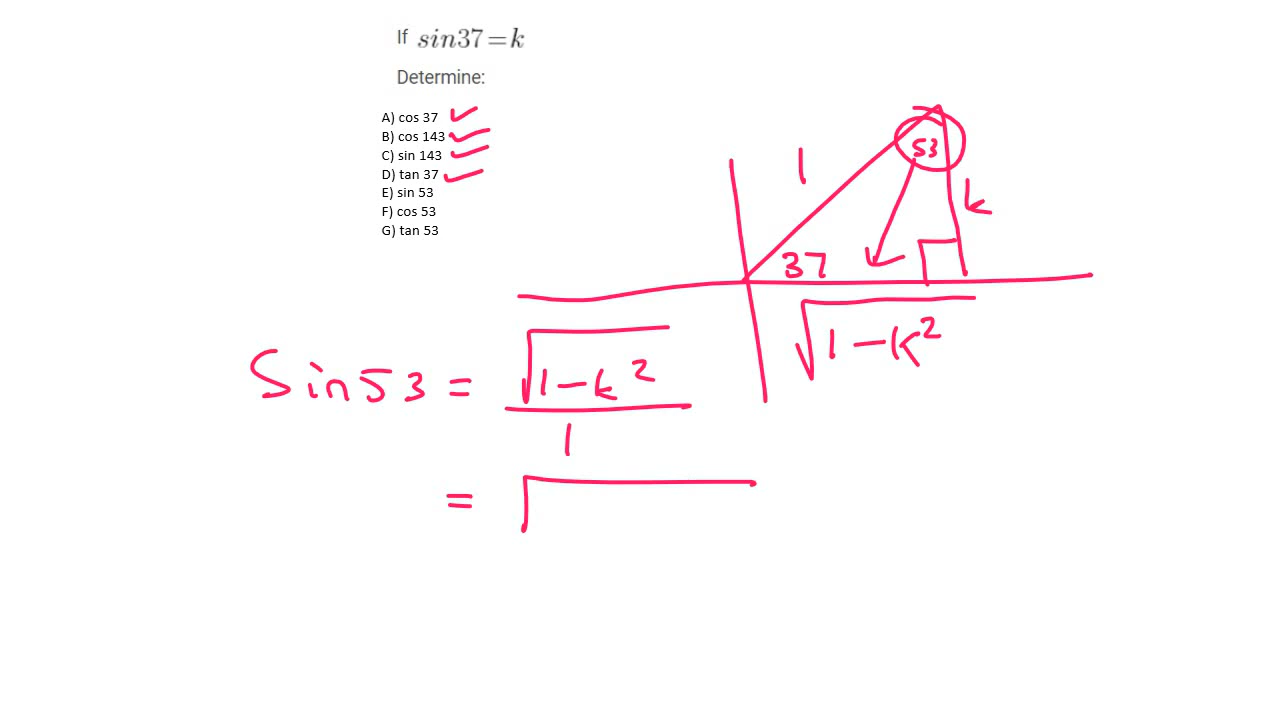 If sin37=k
Determine:
A) cos 37
B) cos 143
C) sin 143
D) tan 37
E) sin 53
F) cos 53
G) tan 53
1
53
k
37
√1-k²
Sin53 = √1-k²
1
= √